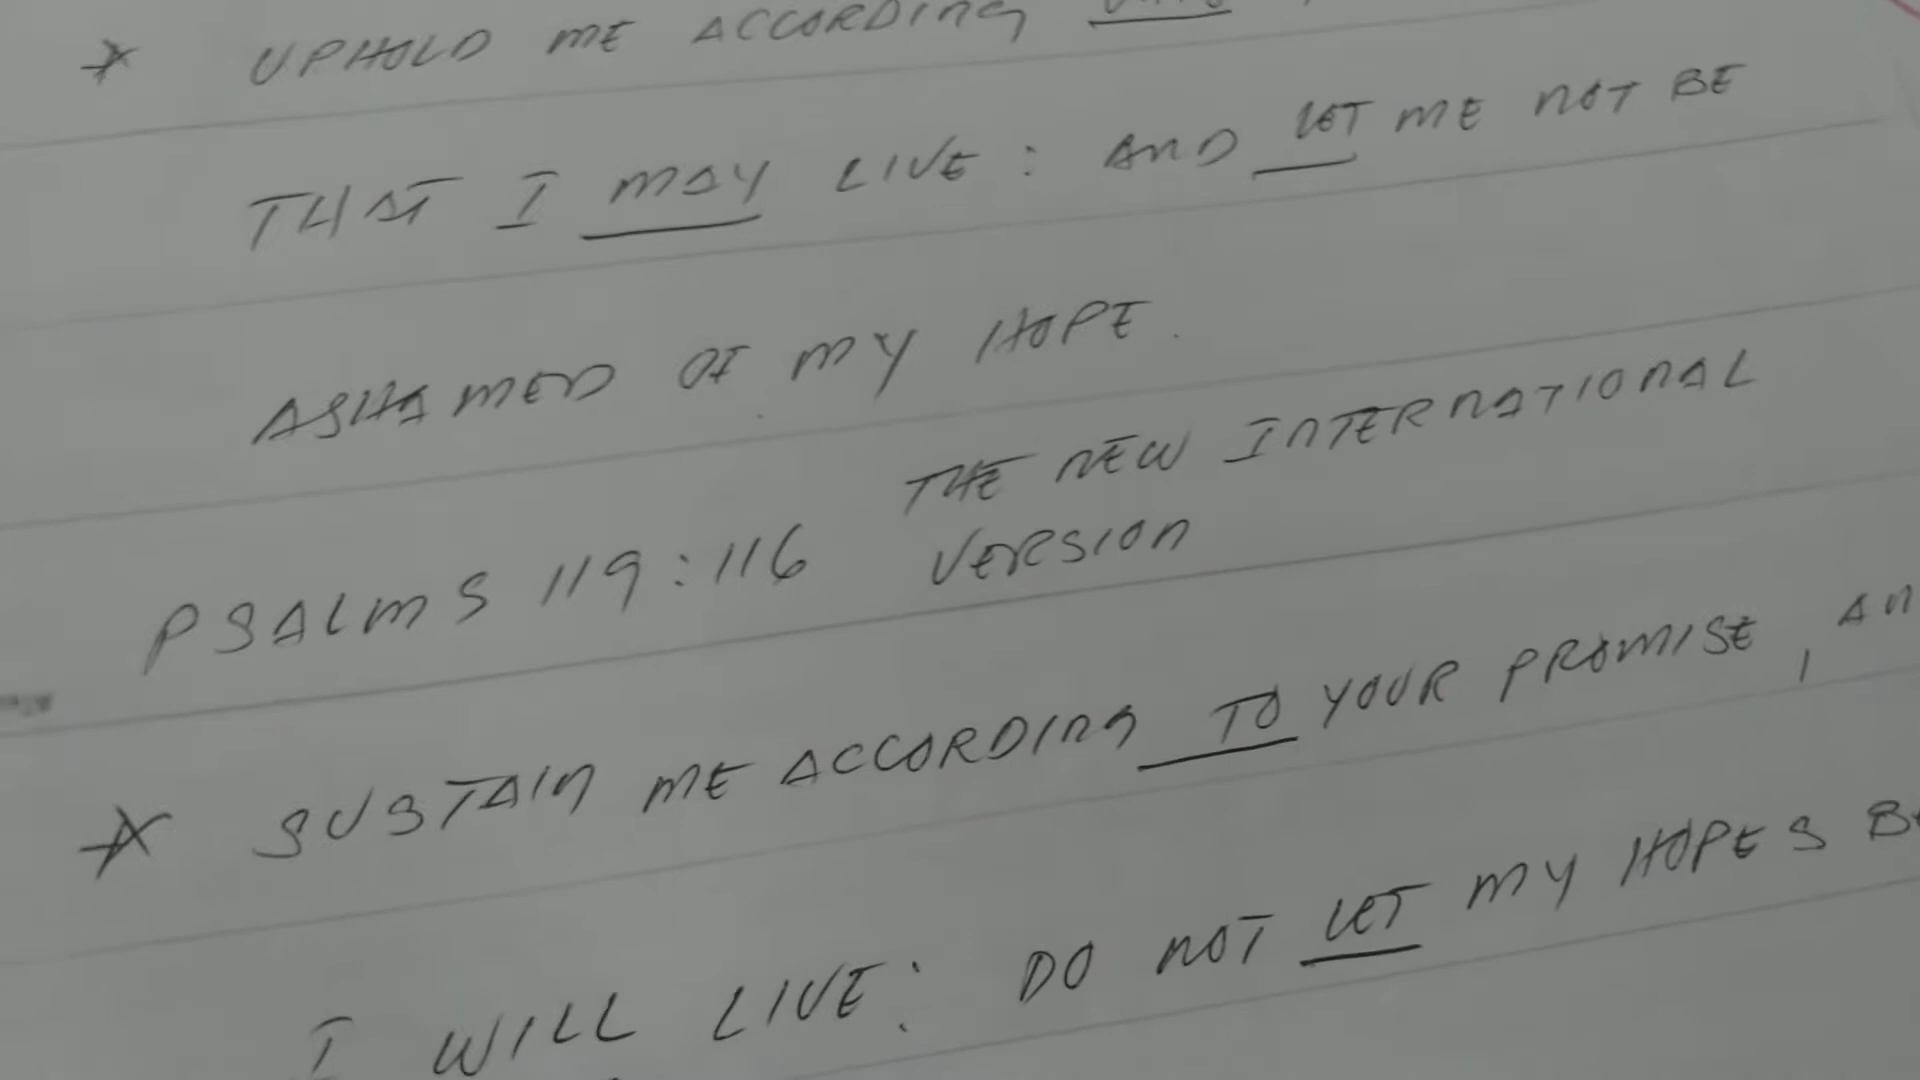 * UPHOLD ME ACCORDING
THAT I MAY LIVE: AND LET ME NOT BE
ASHAMED OF MY HOPE.
PSALMS 119:116 THE NEW INTERNATIONAL
VERSION
* SUSTAIN ME ACCORDING TO YOUR PROMISE,
I WILL LIVE: DO NOT LET MY HOPES